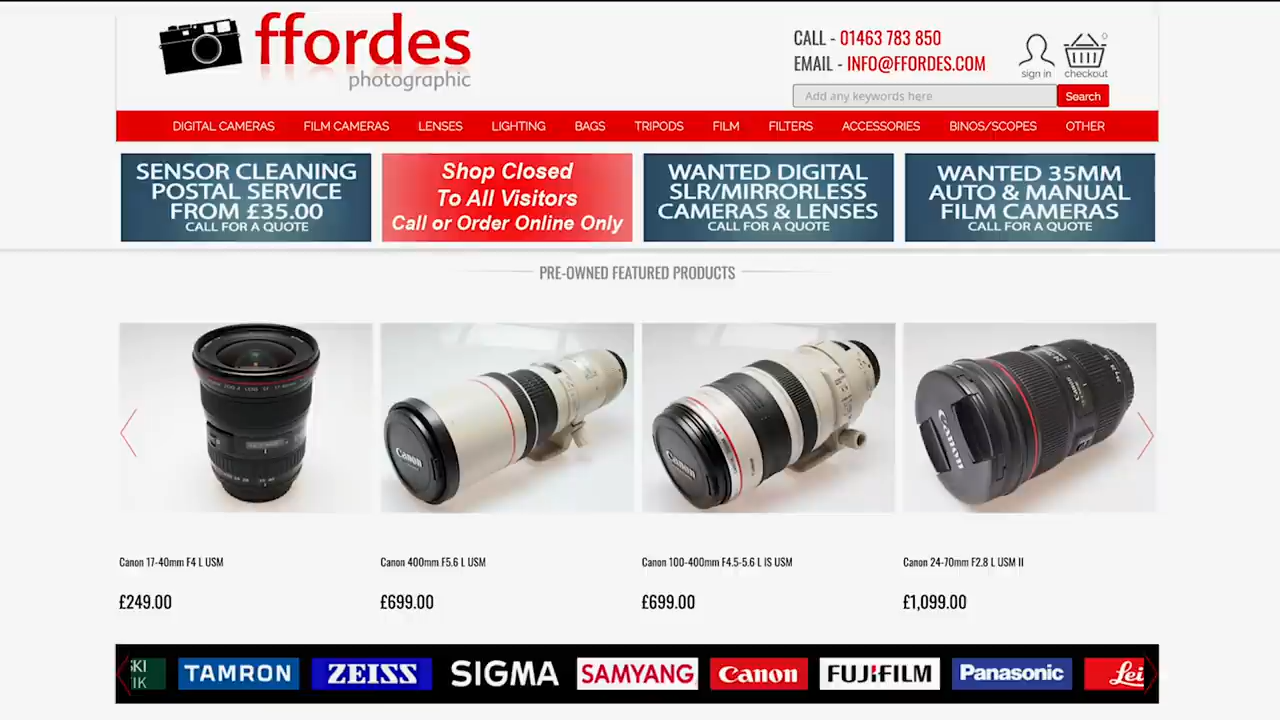 ffordes
photographic
CALL - 01463 783 850
EMAIL - INFO@FFORDES.COM
sign in
0
checkout
Add any keywords here
Search
DIGITAL CAMERAS FILM CAMERAS LENSES LIGHTING BAGS TRIPODS FILM FILTERS ACCESSORIES BINOS/SCOPES OTHER
SENSOR CLEANING
POSTAL SERVICE
FROM £35.00
CALL FOR A QUOTE
Shop Closed
To All Visitors
Call or Order Online Only
WANTED DIGITAL
SLR/MIRRORLESS
CAMERAS & LENSES
CALL FOR A QUOTE
WANTED 35MM
AUTO & MANUAL
FILM CAMERAS
CALL FOR A QUOTE
PRE-OWNED FEATURED PRODUCTS
Canon
Canon
Canon 17-40mm F4 L USM
£249.00
Canon 400mm F5.6 L USM
£699.00
Canon 100-400mm F4.5-5.6 L IS USM
£699.00
Canon 24-70mm F2.8 L USM II
£1,099.00
SKI
IK
TAMRON
ZEISS
SIGMA
SAMYANG
Canon
FUJIFILM
Panasonic
Lei